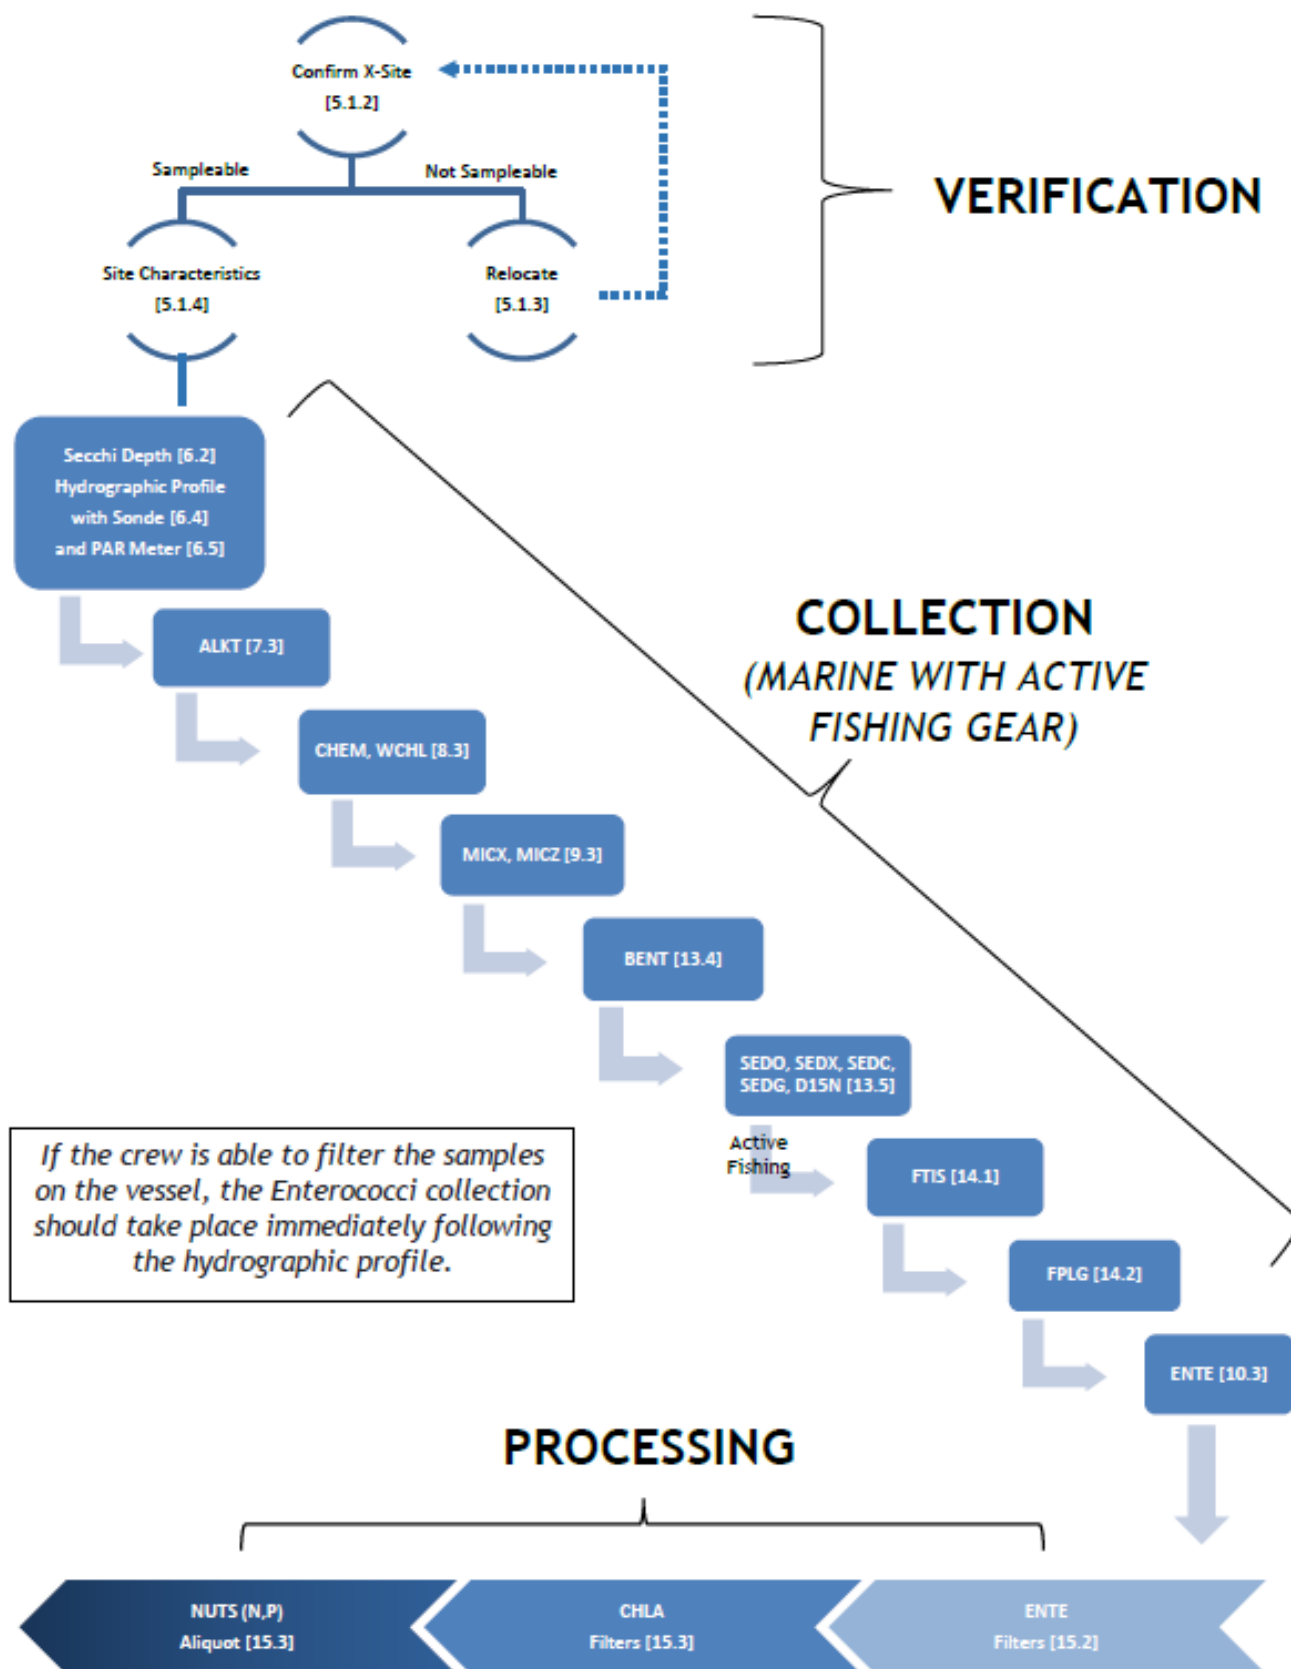 Confirm X-Site
[5.1.2]
Sampleable
Not Sampleable
VERIFICATION
Site Characteristics
[5.1.4]
Relocate
[5.1.3]
Secchi Depth [6.2]
Hydrographic Profile
with Sonde [6.4]
and PAR Meter [6.5]
ALKT [7.3]
COLLECTION
(MARINE WITH ACTIVE
FISHING GEAR)
CHEM, WCHL [8.3]
MICX, MICZ [9.3]
BENT [13.4]
SEDO, SEDX, SEDC,
SEDG, D15N [13.5]
Active
Fishing
FTIS [14.1]
If the crew is able to filter the samples
on the vessel, the Enterococci collection
should take place immediately following
the hydrographic profile.
FPLG [14.2]
ENTE [10.3]
PROCESSING
NUTS (N,P)
Aliquot [15.3]
CHLA
Filters [15.3]
ENTE
Filters [15.2]